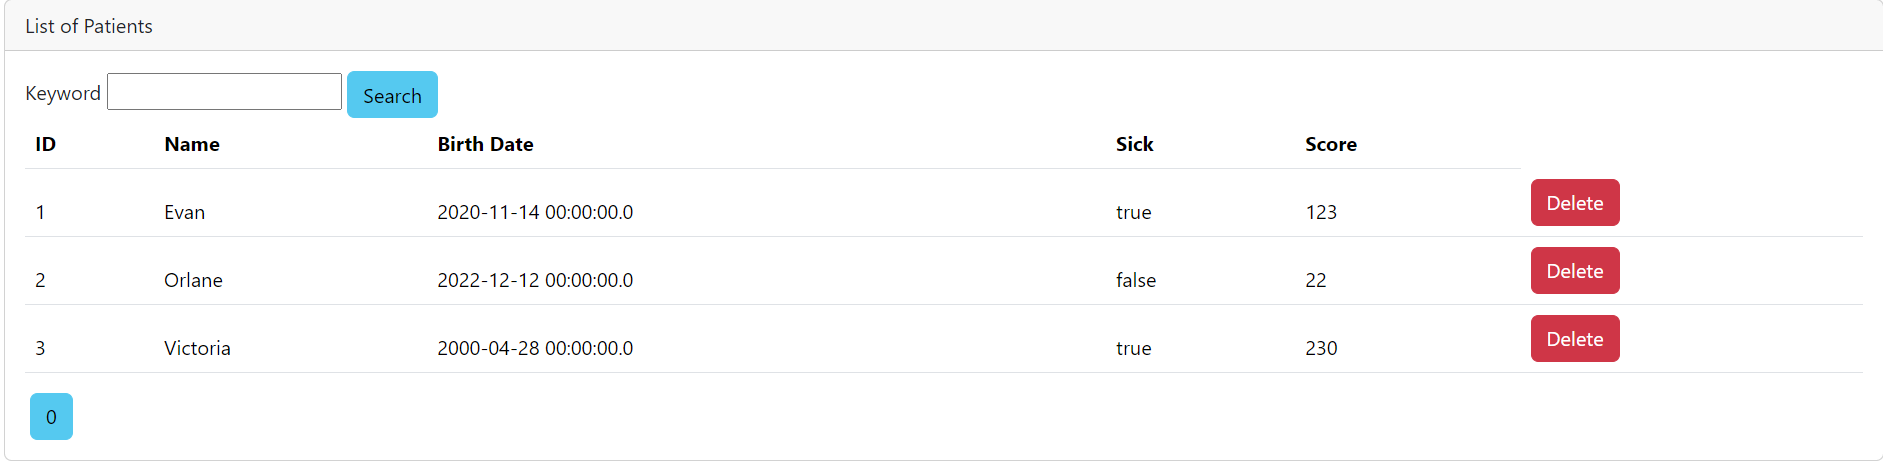 List of Patients
Keyword Search
ID Name Birth Date Sick Score
1 Evan 2020-11-14 00:00:00.0 true 123 Delete
2 Orlane 2022-12-12 00:00:00.0 false 22 Delete
3 Victoria 2000-04-28 00:00:00.0 true 230 Delete
0